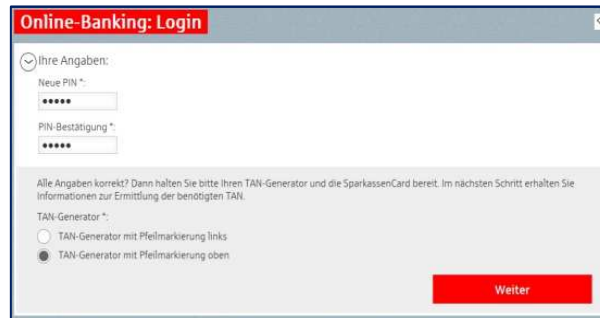 Online-Banking: Login
Ihre Angaben:
Neue PIN *:
•••••
PIN-Bestätigung *:
•••••
Alle Angaben korrekt? Dann halten Sie bitte Ihren TAN-Generator und die SparkassenCard bereit. Im nächsten Schritt erhalten Sie
Informationen zur Ermittlung der benötigten TAN.
TAN-Generator *:
TAN-Generator mit Pfeilmarkierung links
TAN-Generator mit Pfeilmarkierung oben
Weiter